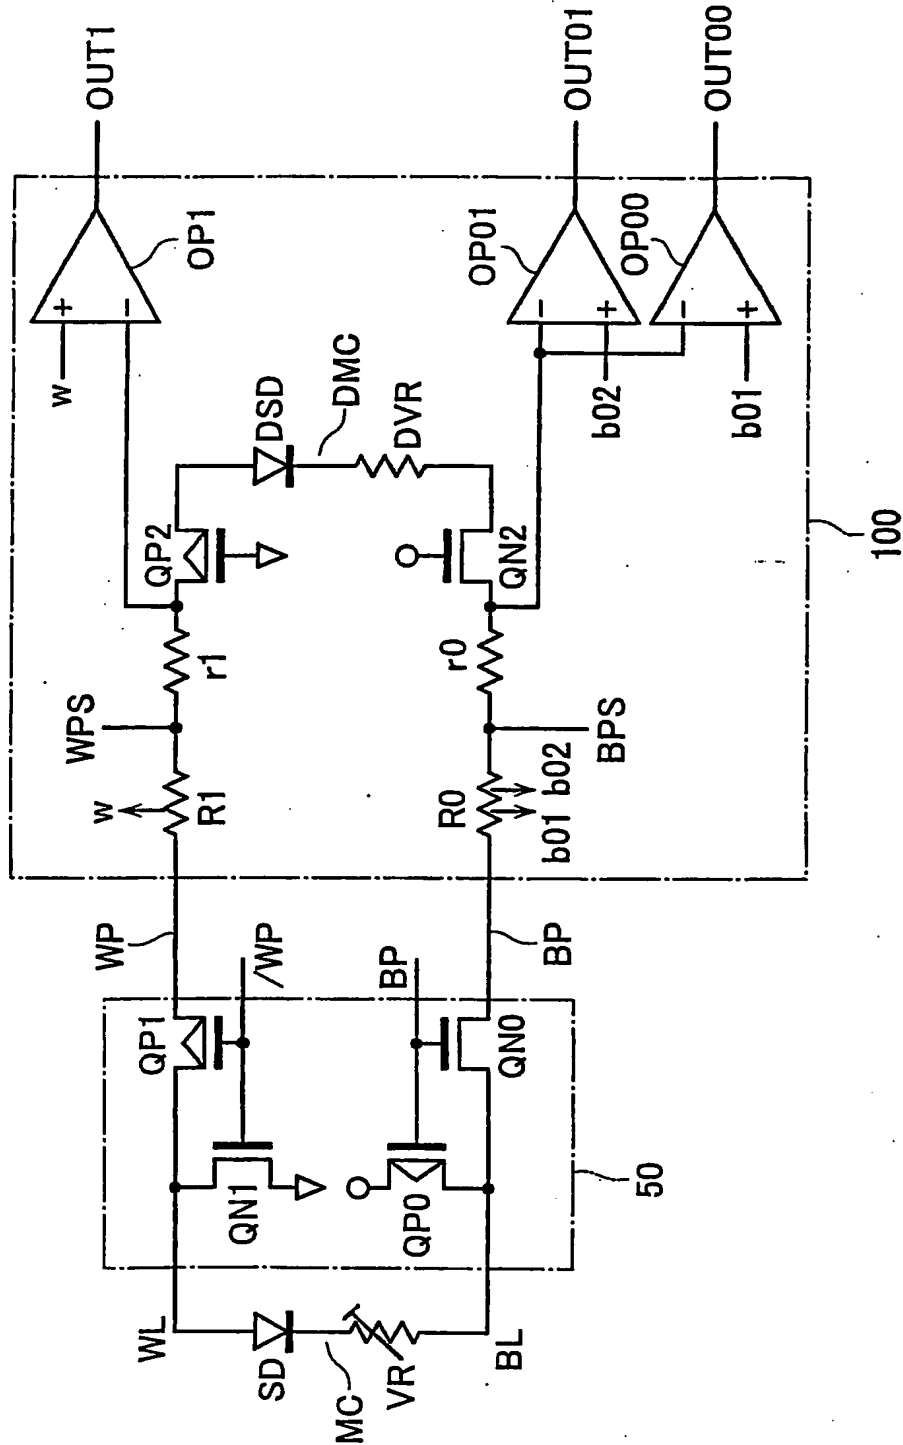 OUT1
OP1
+
−
w
OUT01
OP01
−
+
b02
OUT00
OP00
−
+
b01
DSD
DMC
DVR
QP2
QN2
r1
r0
WPS
BPS
w
R1
R0
b01 b02
100
WP
BP
/WP
BP
QP1
QN0
QN1
QP0
50
WL
BL
SD
MC
VR